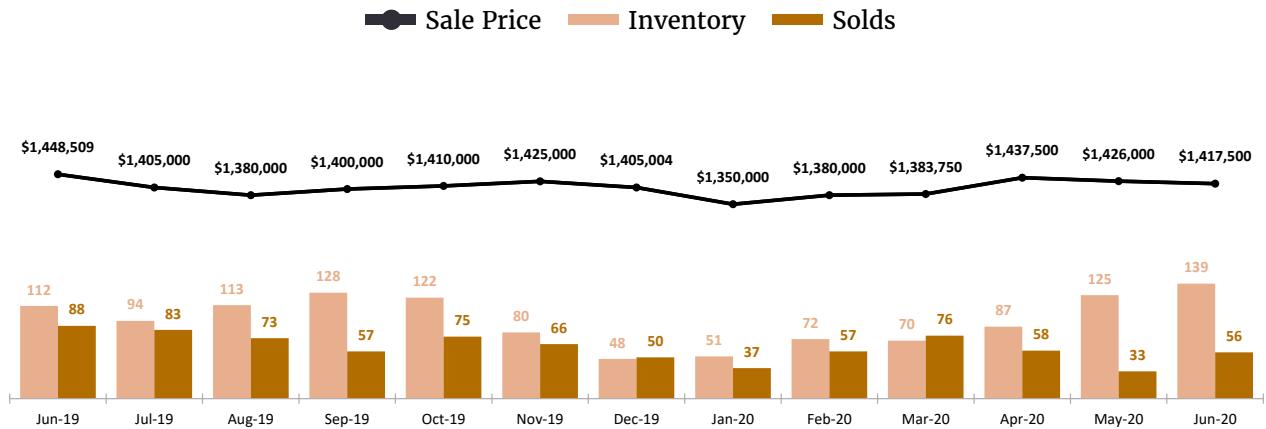 Sale Price Inventory Solds
$1,448,509 $1,405,000 $1,380,000 $1,400,000 $1,410,000 $1,425,000 $1,405,004 $1,350,000 $1,380,000 $1,383,750 $1,437,500 $1,426,000 $1,417,500
112 88 94 83 113 73 128 57 122 75 80 66 48 50 51 37 72 57 70 76 87 58 125 33 139 56
Jun-19 Jul-19 Aug-19 Sep-19 Oct-19 Nov-19 Dec-19 Jan-20 Feb-20 Mar-20 Apr-20 May-20 Jun-20